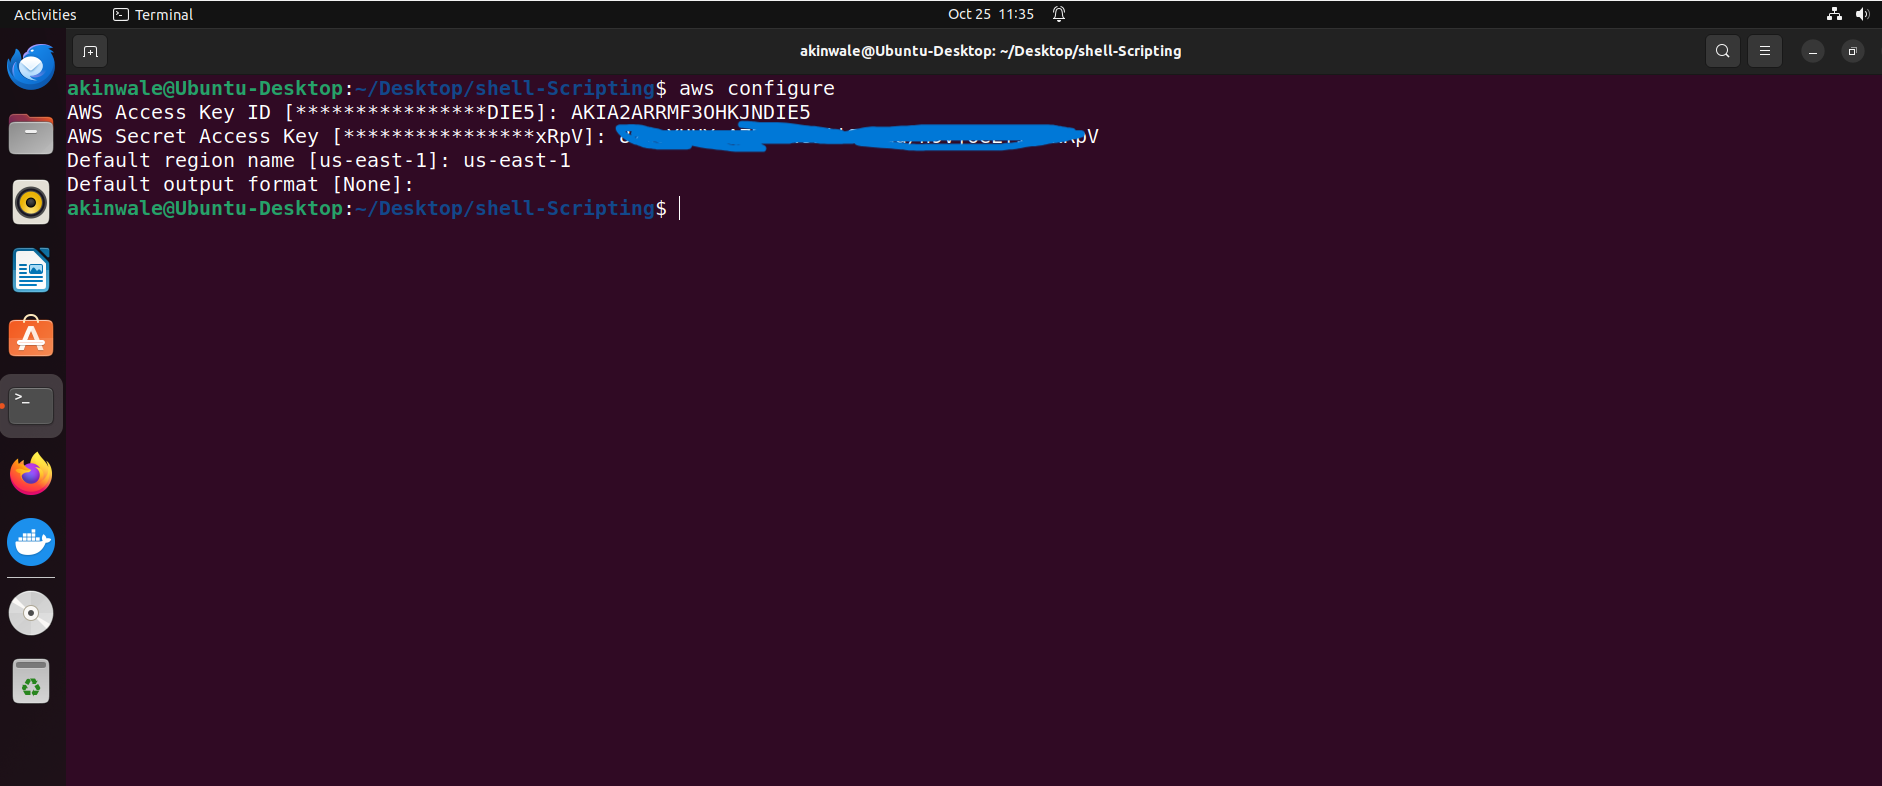 Activities Terminal Oct 25 11:35
akinwale@Ubuntu-Desktop: ~/Desktop/shell-Scripting
akinwale@Ubuntu-Desktop:~/Desktop/shell-Scripting$ aws configure
AWS Access Key ID [****************DIE5]: AKIA2ARRMF3OHKJNDIE5
AWS Secret Access Key [****************xRpV]:
Default region name [us-east-1]: us-east-1
Default output format [None]:
akinwale@Ubuntu-Desktop:~/Desktop/shell-Scripting$